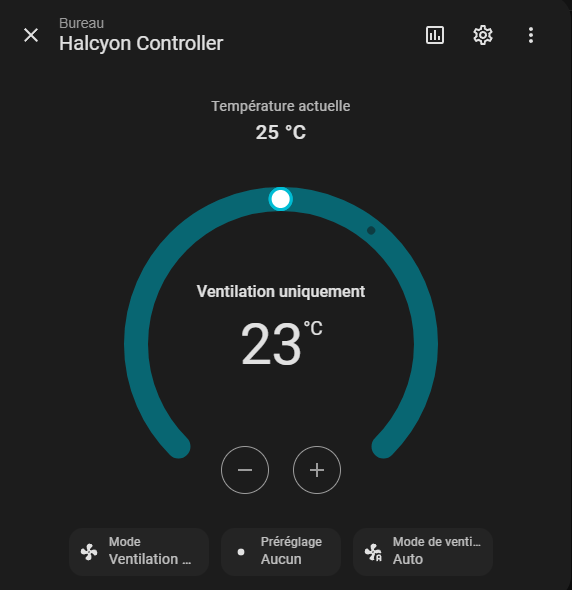 Bureau
Halcyon Controller
Température actuelle
25 °C
Ventilation uniquement
23 °C
Mode
Ventilation ...
Préréglage
Aucun
Mode de venti...
Auto